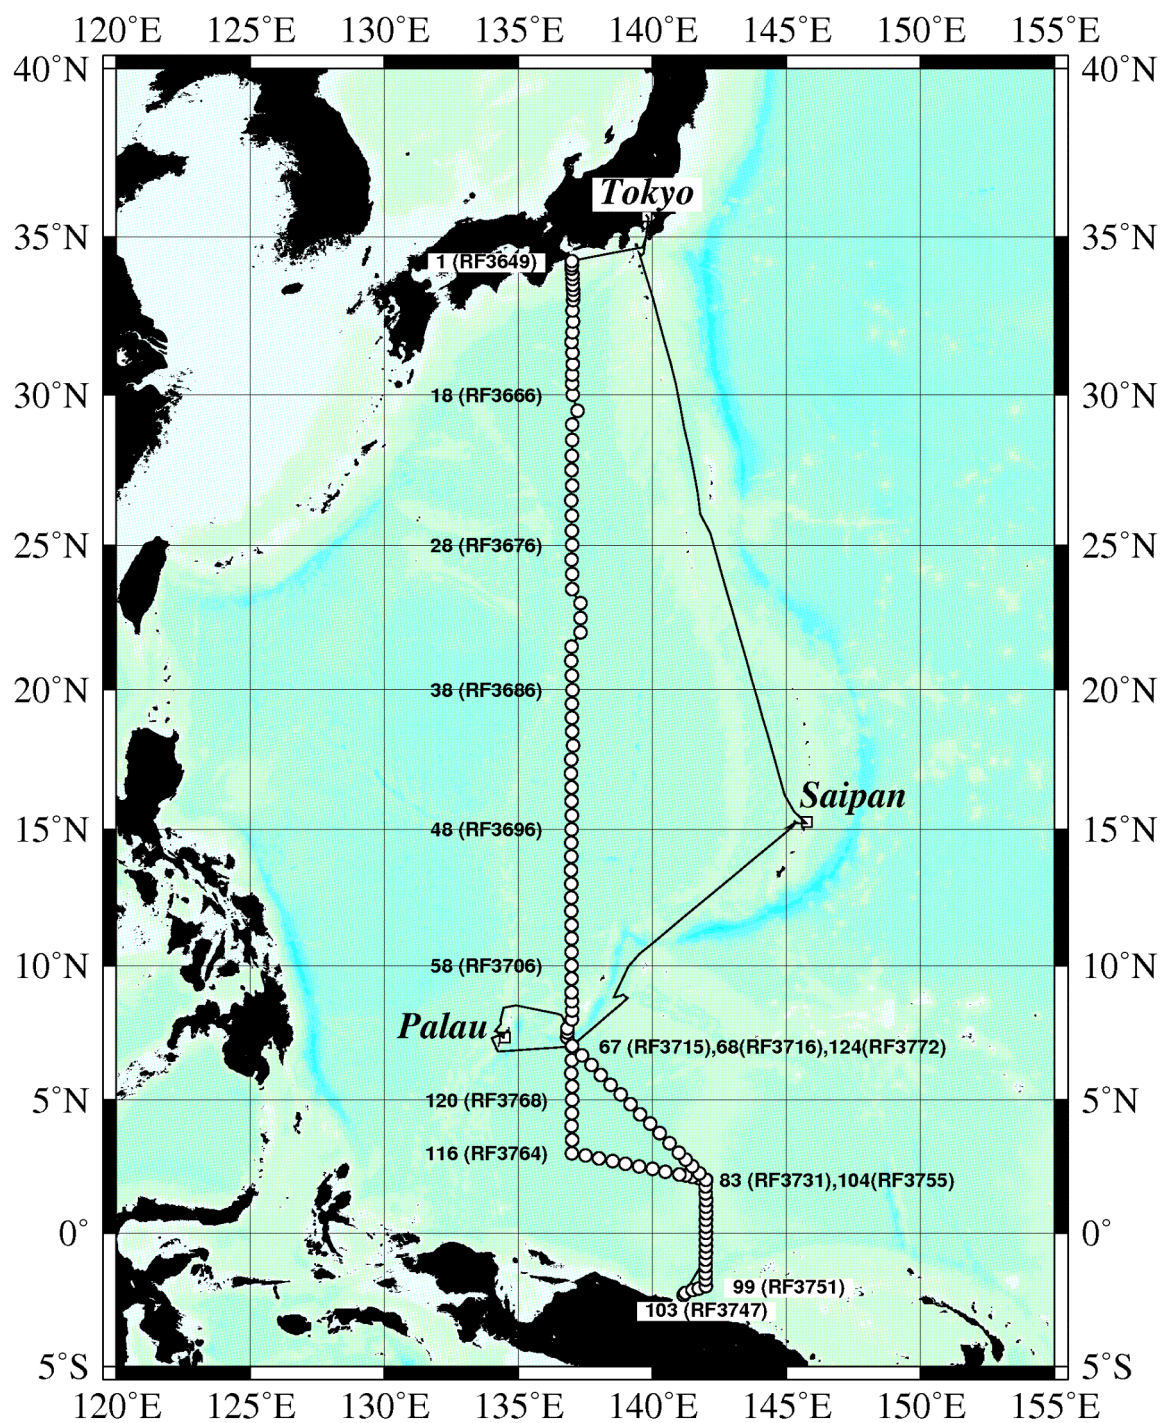 120°E 125°E 130°E 135°E 140°E 145°E 150°E 155°E
40°N 40°N
Tokyo
35°N 35°N
1 (RF3649)
30°N 18 (RF3666) 30°N
25°N 28 (RF3676) 25°N
20°N 38 (RF3686) 20°N
Saipan
15°N 48 (RF3696) 15°N
10°N 58 (RF3706) 10°N
Palau
67 (RF3715),68(RF3716),124(RF3772)
5°N 120 (RF3768) 5°N
116 (RF3764)
83 (RF3731),104(RF3755)
0° 0°
99 (RF3751)
103 (RF3747)
5°S 5°S
120°E 125°E 130°E 135°E 140°E 145°E 150°E 155°E